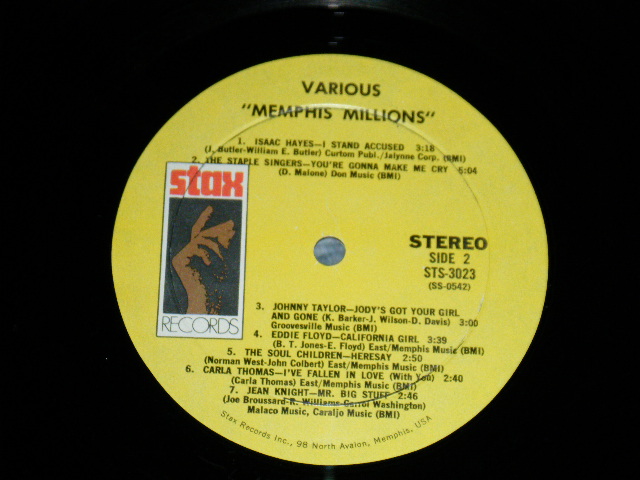 VARIOUS
"MEMPHIS MILLIONS"
1. ISAAC HAYES—I STAND ACCUSED 3:18
(J. Butler-William E. Butler) Curtom Publ./Jalynne Corp. (BMI)
2. THE STAPLE SINGERS—YOU'RE GONNA MAKE ME CRY 6:04
(D. Malone) Don Music (BMI)
stax
RECORDS
STEREO
SIDE 2
STS-3023
(SS-0542)
3. JOHNNY TAYLOR—JODY'S GOT YOUR GIRL
AND GONE (K. Barker-J. Wilson-D. Davis) 3:00
Groovesville Music (BMI)
4. EDDIE FLOYD—CALIFORNIA GIRL 3:39
(B. T. Jones-E. Floyd) East/Memphis Music (BMI)
5. THE SOUL CHILDREN—HERESAY 2:50
(Norman West-John Colbert) East/Memphis Music (BMI)
6. CARLA THOMAS—I'VE FALLEN IN LOVE (With You) 2:40
(Carla Thomas) East/Memphis Music (BMI)
7. JEAN KNIGHT—MR. BIG STUFF 2:46
(Joe Broussard-R. Williams-Carrol Washington)
Malaco Music, Caraljo Music (BMI)
Stax Records Inc., 98 North Avalon, Memphis, USA